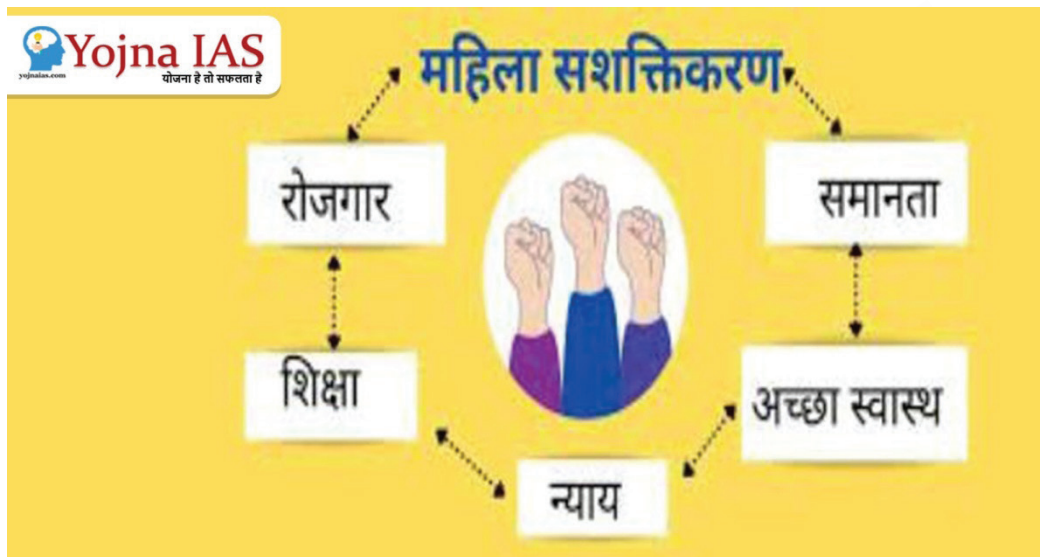 Yojna IAS
yojnaias.com
योजना है तो सफलता है
महिला सशक्तिकरण
रोजगार
समानता
शिक्षा
अच्छा स्वास्थ
न्याय